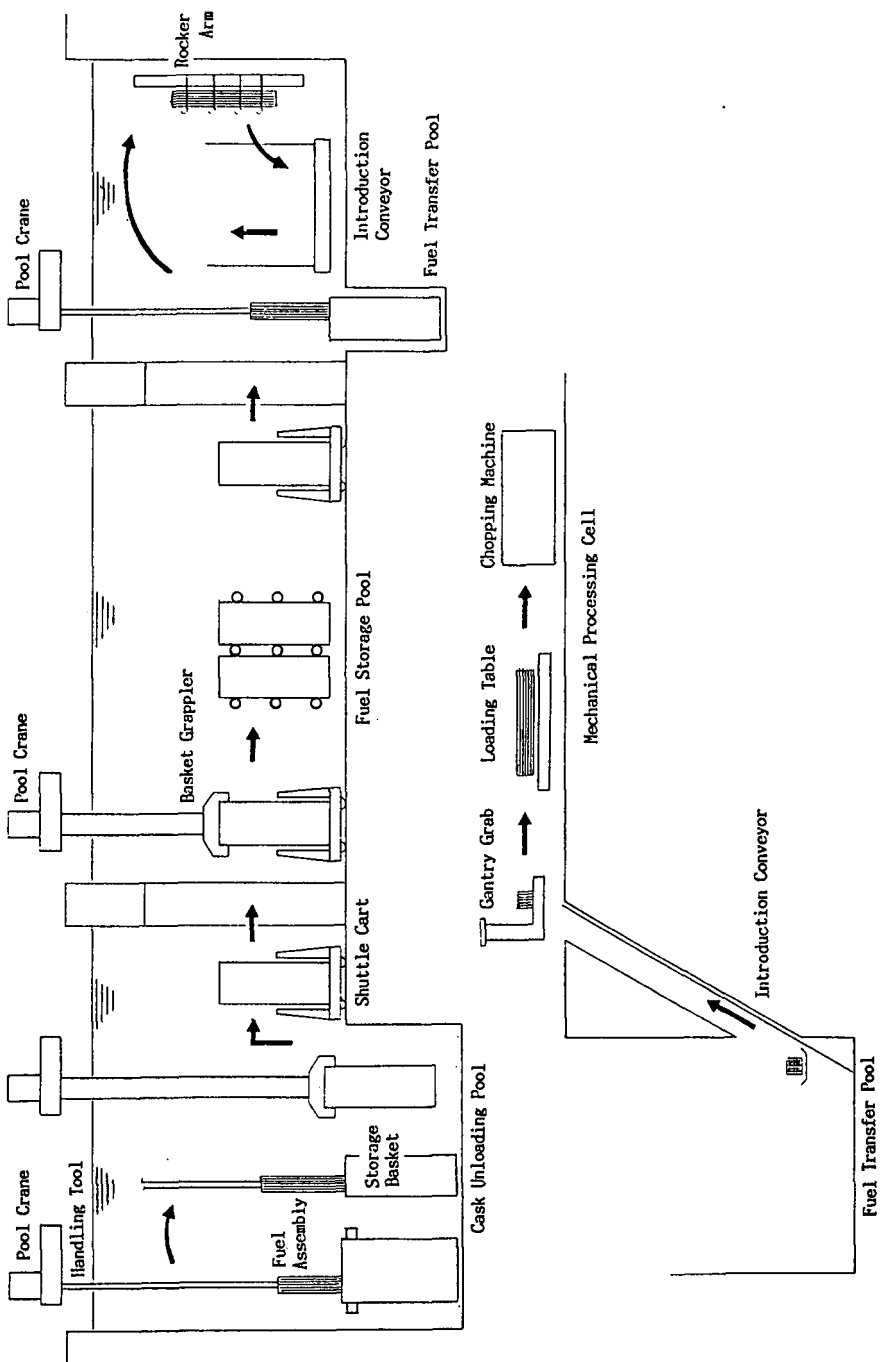 Pool Crane
Handling Tool
Fuel
Assembly
Storage
Basket
Cask Unloading Pool
Shuttle Cart
Pool Crane
Basket Grappler
Fuel Storage Pool
Pool Crane
Introduction
Conveyor
Fuel Transfer Pool
Rocker
Arm
Fuel Transfer Pool
Introduction Conveyor
Gantry Grab
Loading Table
Chopping Machine
Mechanical Processing Cell